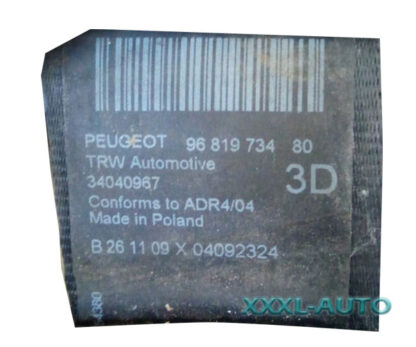 PEUGEOT 96 819 734 80
TRW Automotive
34040967
3D
Conforms to ADR4/04
Made in Poland
B 26 11 09 X 04092324
XXXL-AUTO